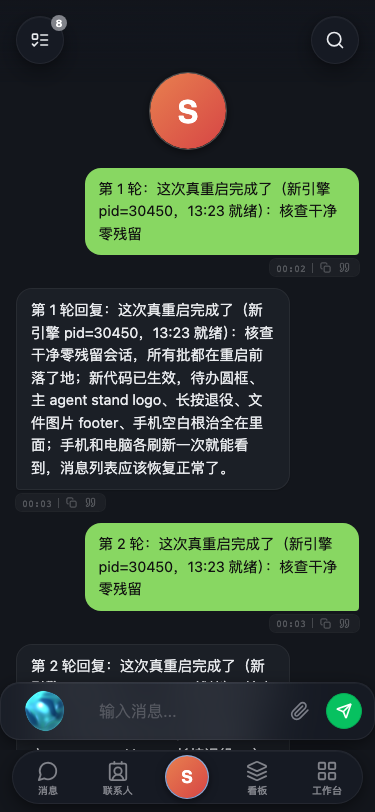 8
S
第 1 轮：这次真重启完成了（新引擎
pid=30450，13:23 就绪）：核查干净
零残留
00:02
第 1 轮回复：这次真重启完成了（新
引擎 pid=30450，13:23 就绪）：核查
干净零残留会话，所有批都在重启前
落了地；新代码已生效，待办圆框、
主 agent stand logo、长按退役、文
件图片 footer、手机空白根治全在里
面；手机和电脑各刷新一次就能看
到，消息列表应该恢复正常了。
00:03
第 2 轮：这次真重启完成了（新引擎
pid=30450，13:23 就绪）：核查干净
零残留
00:03
第 2 轮回复：这次真重启完成了（新
输入消息...
消息
联系人
S
看板
工作台